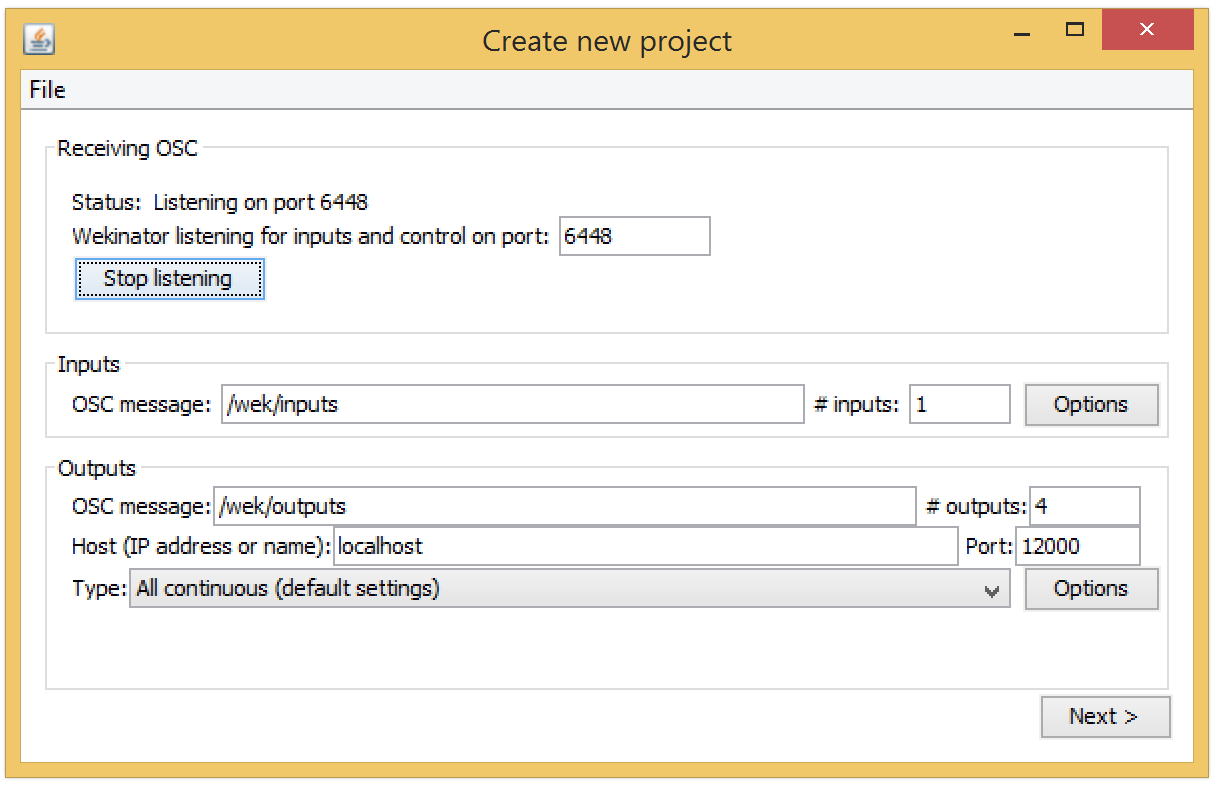 Create new project
File
Receiving OSC
Status: Listening on port 6448
Wekinator listening for inputs and control on port: 6448
Stop listening
Inputs
OSC message: /wek/inputs # inputs: 1 Options
Outputs
OSC message: /wek/outputs # outputs: 4
Host (IP address or name): localhost Port: 12000
Type: All continuous (default settings) Options
Next >